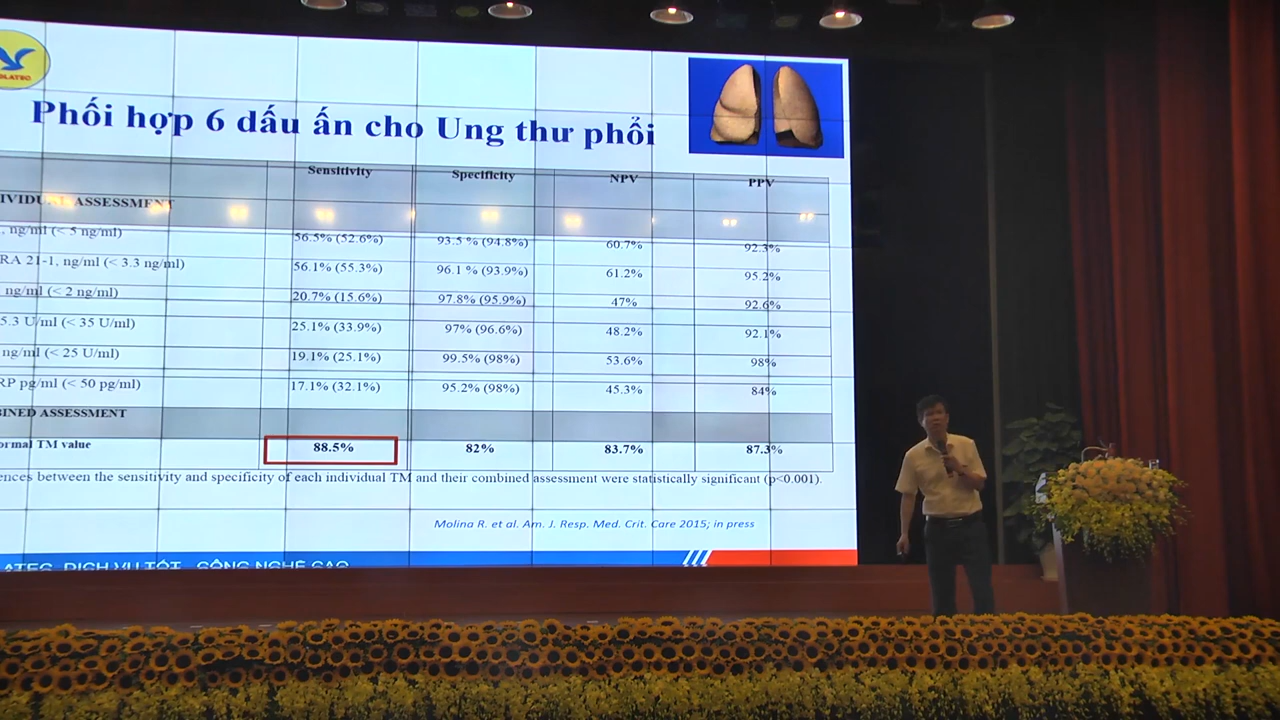 Phối hợp 6 dấu ấn cho Ung thư phổi
Sensitivity Specificity NPV PPV
ASSESSMENT
ng/ml (< 5 ng/ml) 56.5% (52.6%) 93.5 % (94.8%) 60.7% 92.3%
RA 21-1, ng/ml (< 3.3 ng/ml) 56.1% (55.3%) 96.1 % (93.9%) 61.2% 95.2%
ng/ml (< 2 ng/ml) 20.7% (15.6%) 97.8% (95.9%) 47% 92.6%
5.3 U/ml (< 35 U/ml) 25.1% (33.9%) 97% (96.6%) 48.2% 92.1%
ng/ml (< 25 U/ml) 19.1% (25.1%) 99.5% (98%) 53.6% 98%
RP pg/ml (< 50 pg/ml) 17.1% (32.1%) 95.2% (98%) 45.3% 84%
BINED ASSESSMENT
ormal TM value 88.5% 82% 83.7% 87.3%
ences between the sensitivity and specificity of each individual TM and their combined assessment were statistically significant (p<0.001).
Molina R. et al. Am. J. Resp. Med. Crit. Care 2015; in press
ATEC DỊCH VỤ TỐT CÔNG NGHỆ CAO